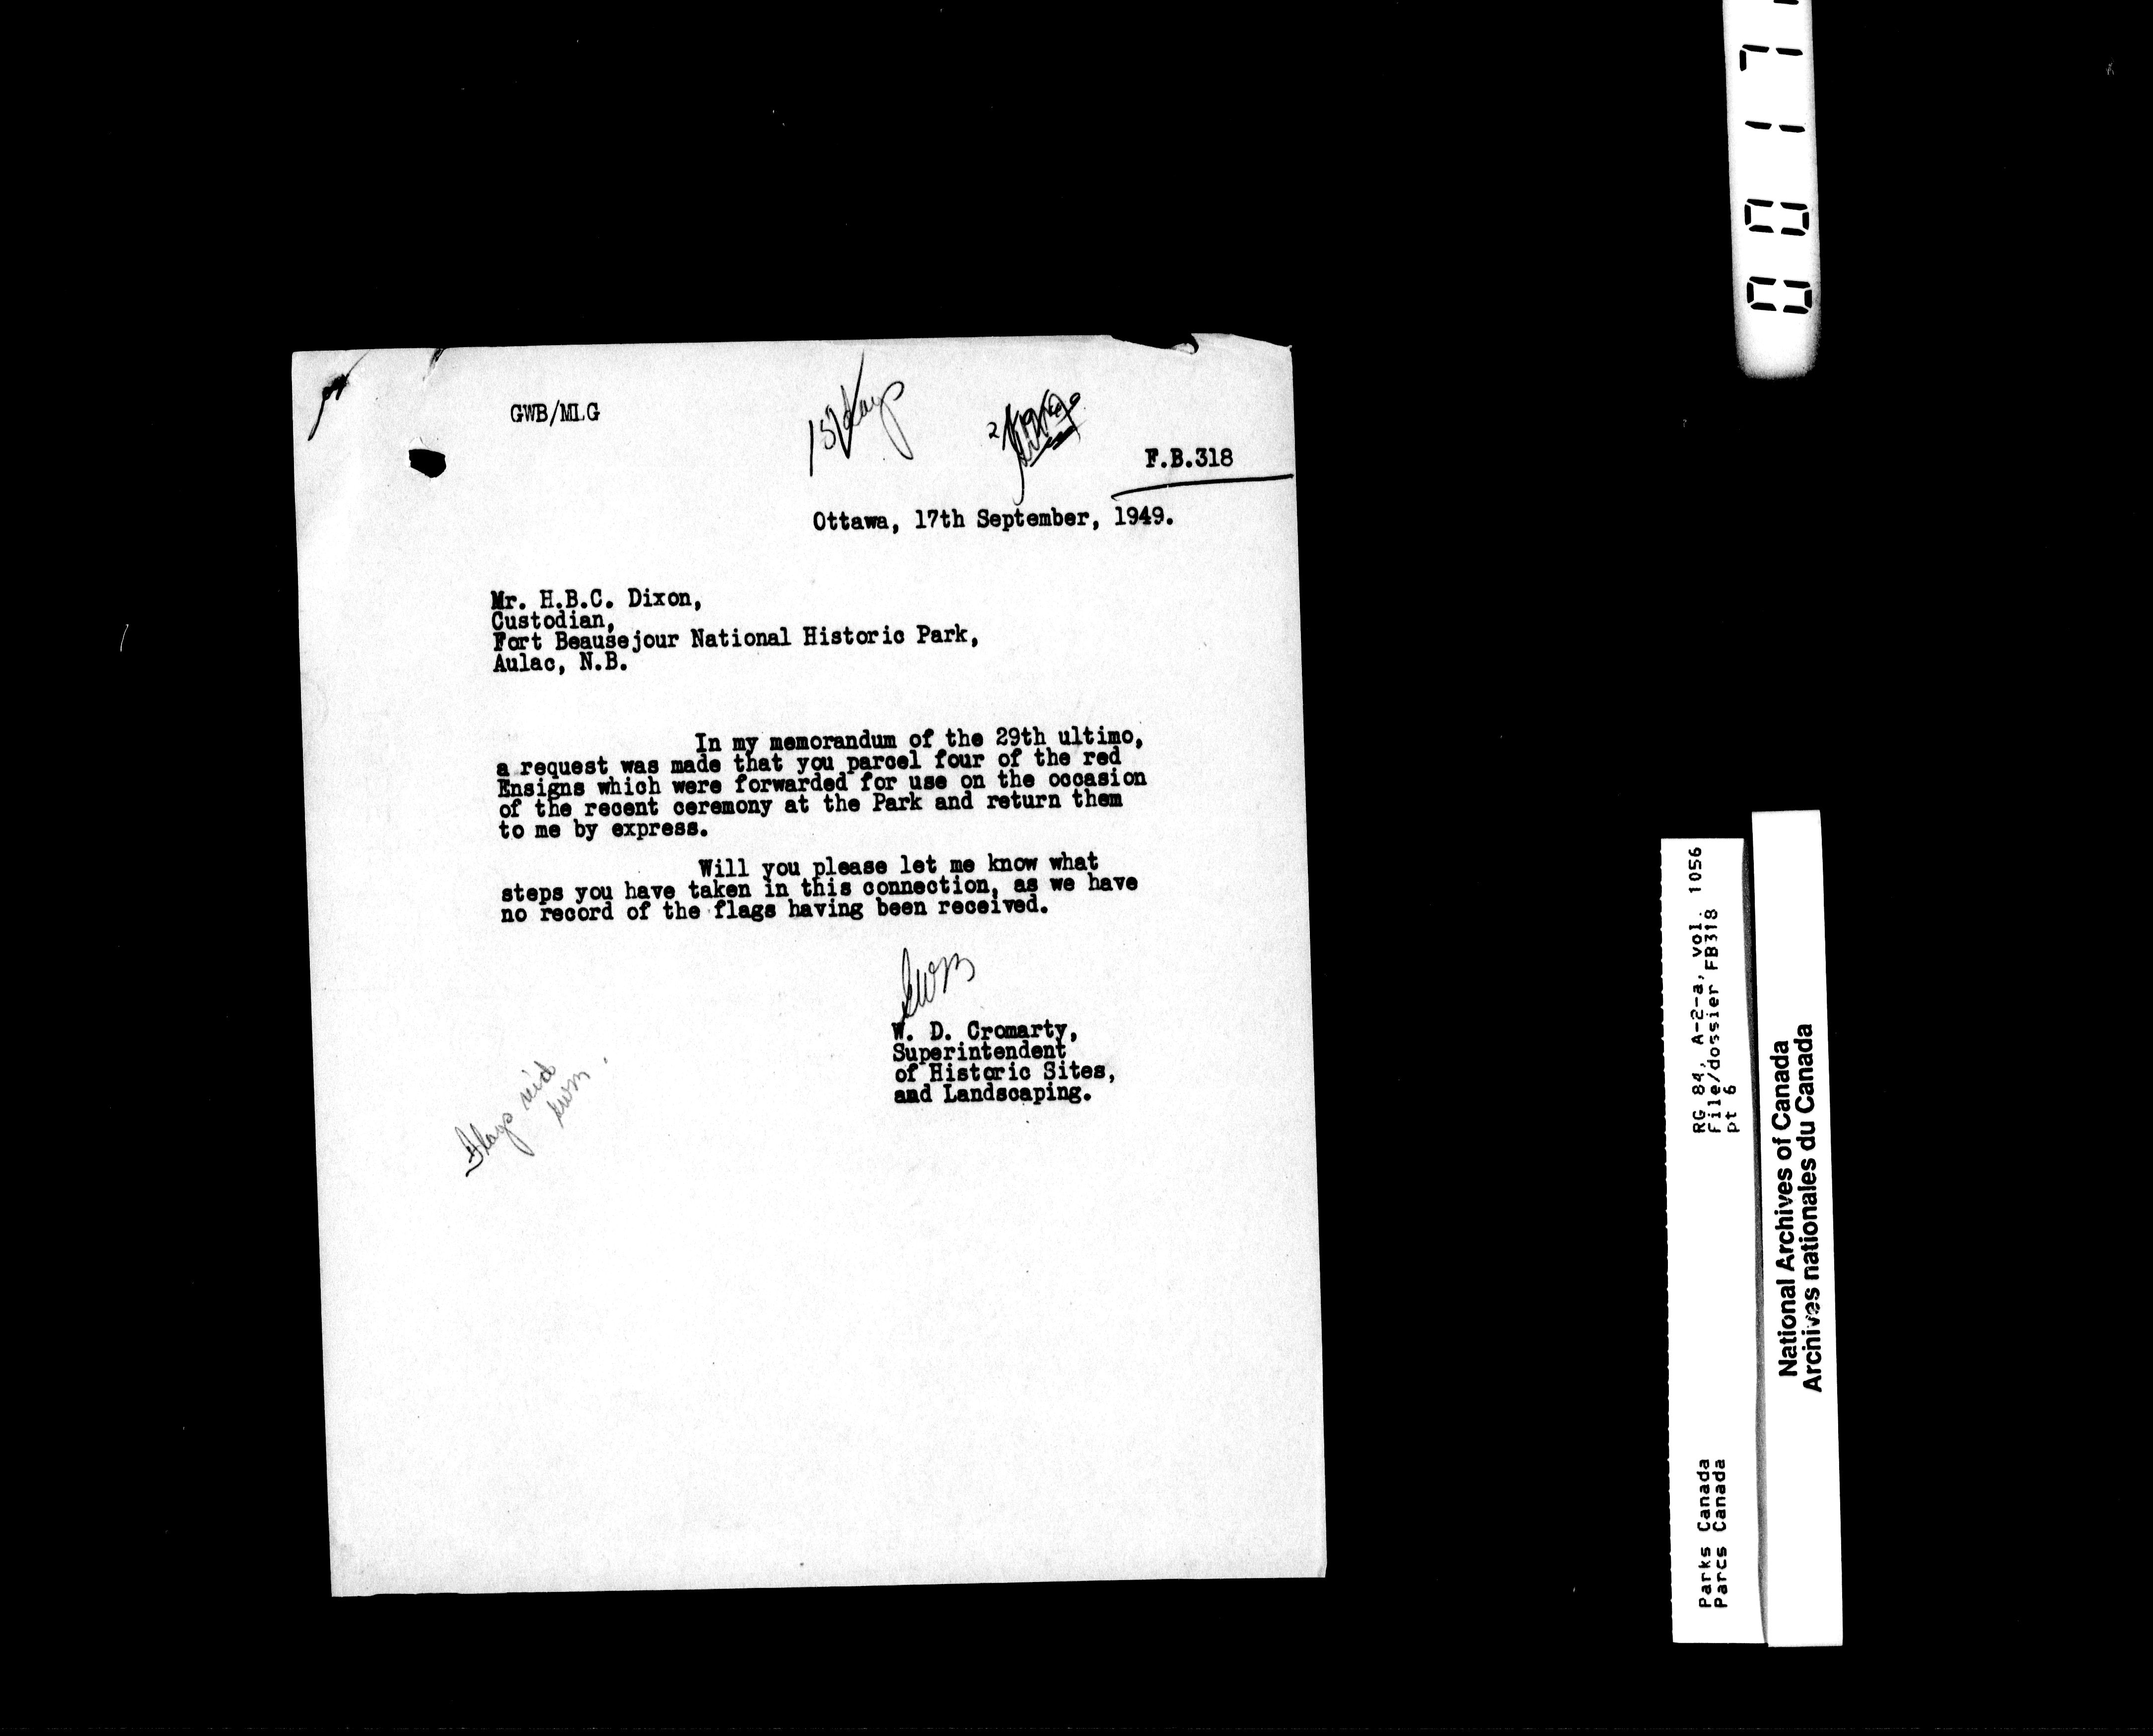 GWB/MLG
15 days
F.B.318
Ottawa, 17th September, 1949.
Mr. H.B.C. Dixon,
Custodian,
Fort Beausejour National Historic Park,
Aulac, N.B.
In my memorandum of the 29th ultimo,
a request was made that you parcel four of the red
Ensigns which were forwarded for use on the occasion
of the recent ceremony at the Park and return them
to me by express.
Will you please let me know what
steps you have taken in this connection, as we have
no record of the flags having been received.
W. D. Cromarty,
Superintendent
of Historic Sites,
and Landscaping.
Flags rec'd
RG 84, A-2-a, vol. 1056
File/dossier FB318
pt 6
Parks Canada
Parcs Canada
National Archives of Canada
Archives nationales du Canada